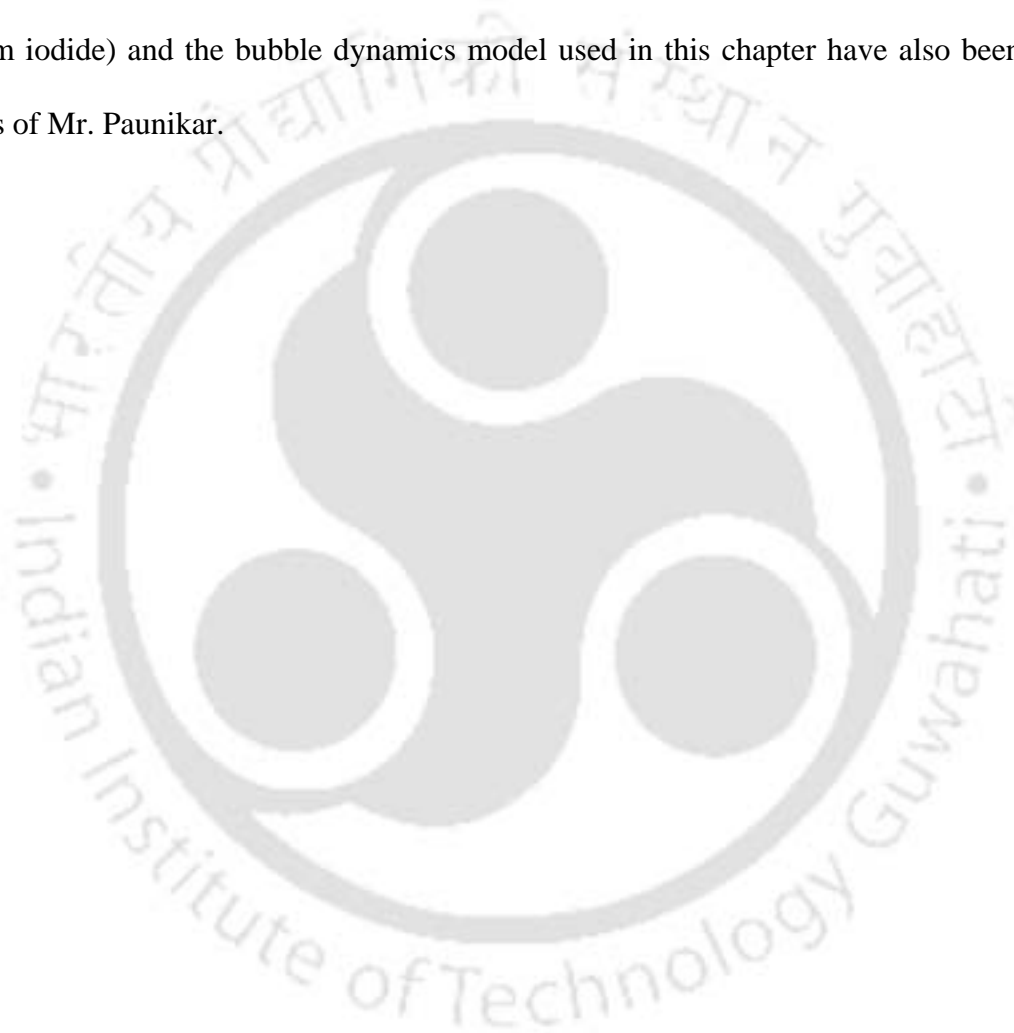 m iodide) and the bubble dynamics model used in this chapter have also been
s of Mr. Paunikar.
भारतीय प्रौद्योगिकी संस्थान गुवाहाटी
• Indian Institute of Technology Guwahati •